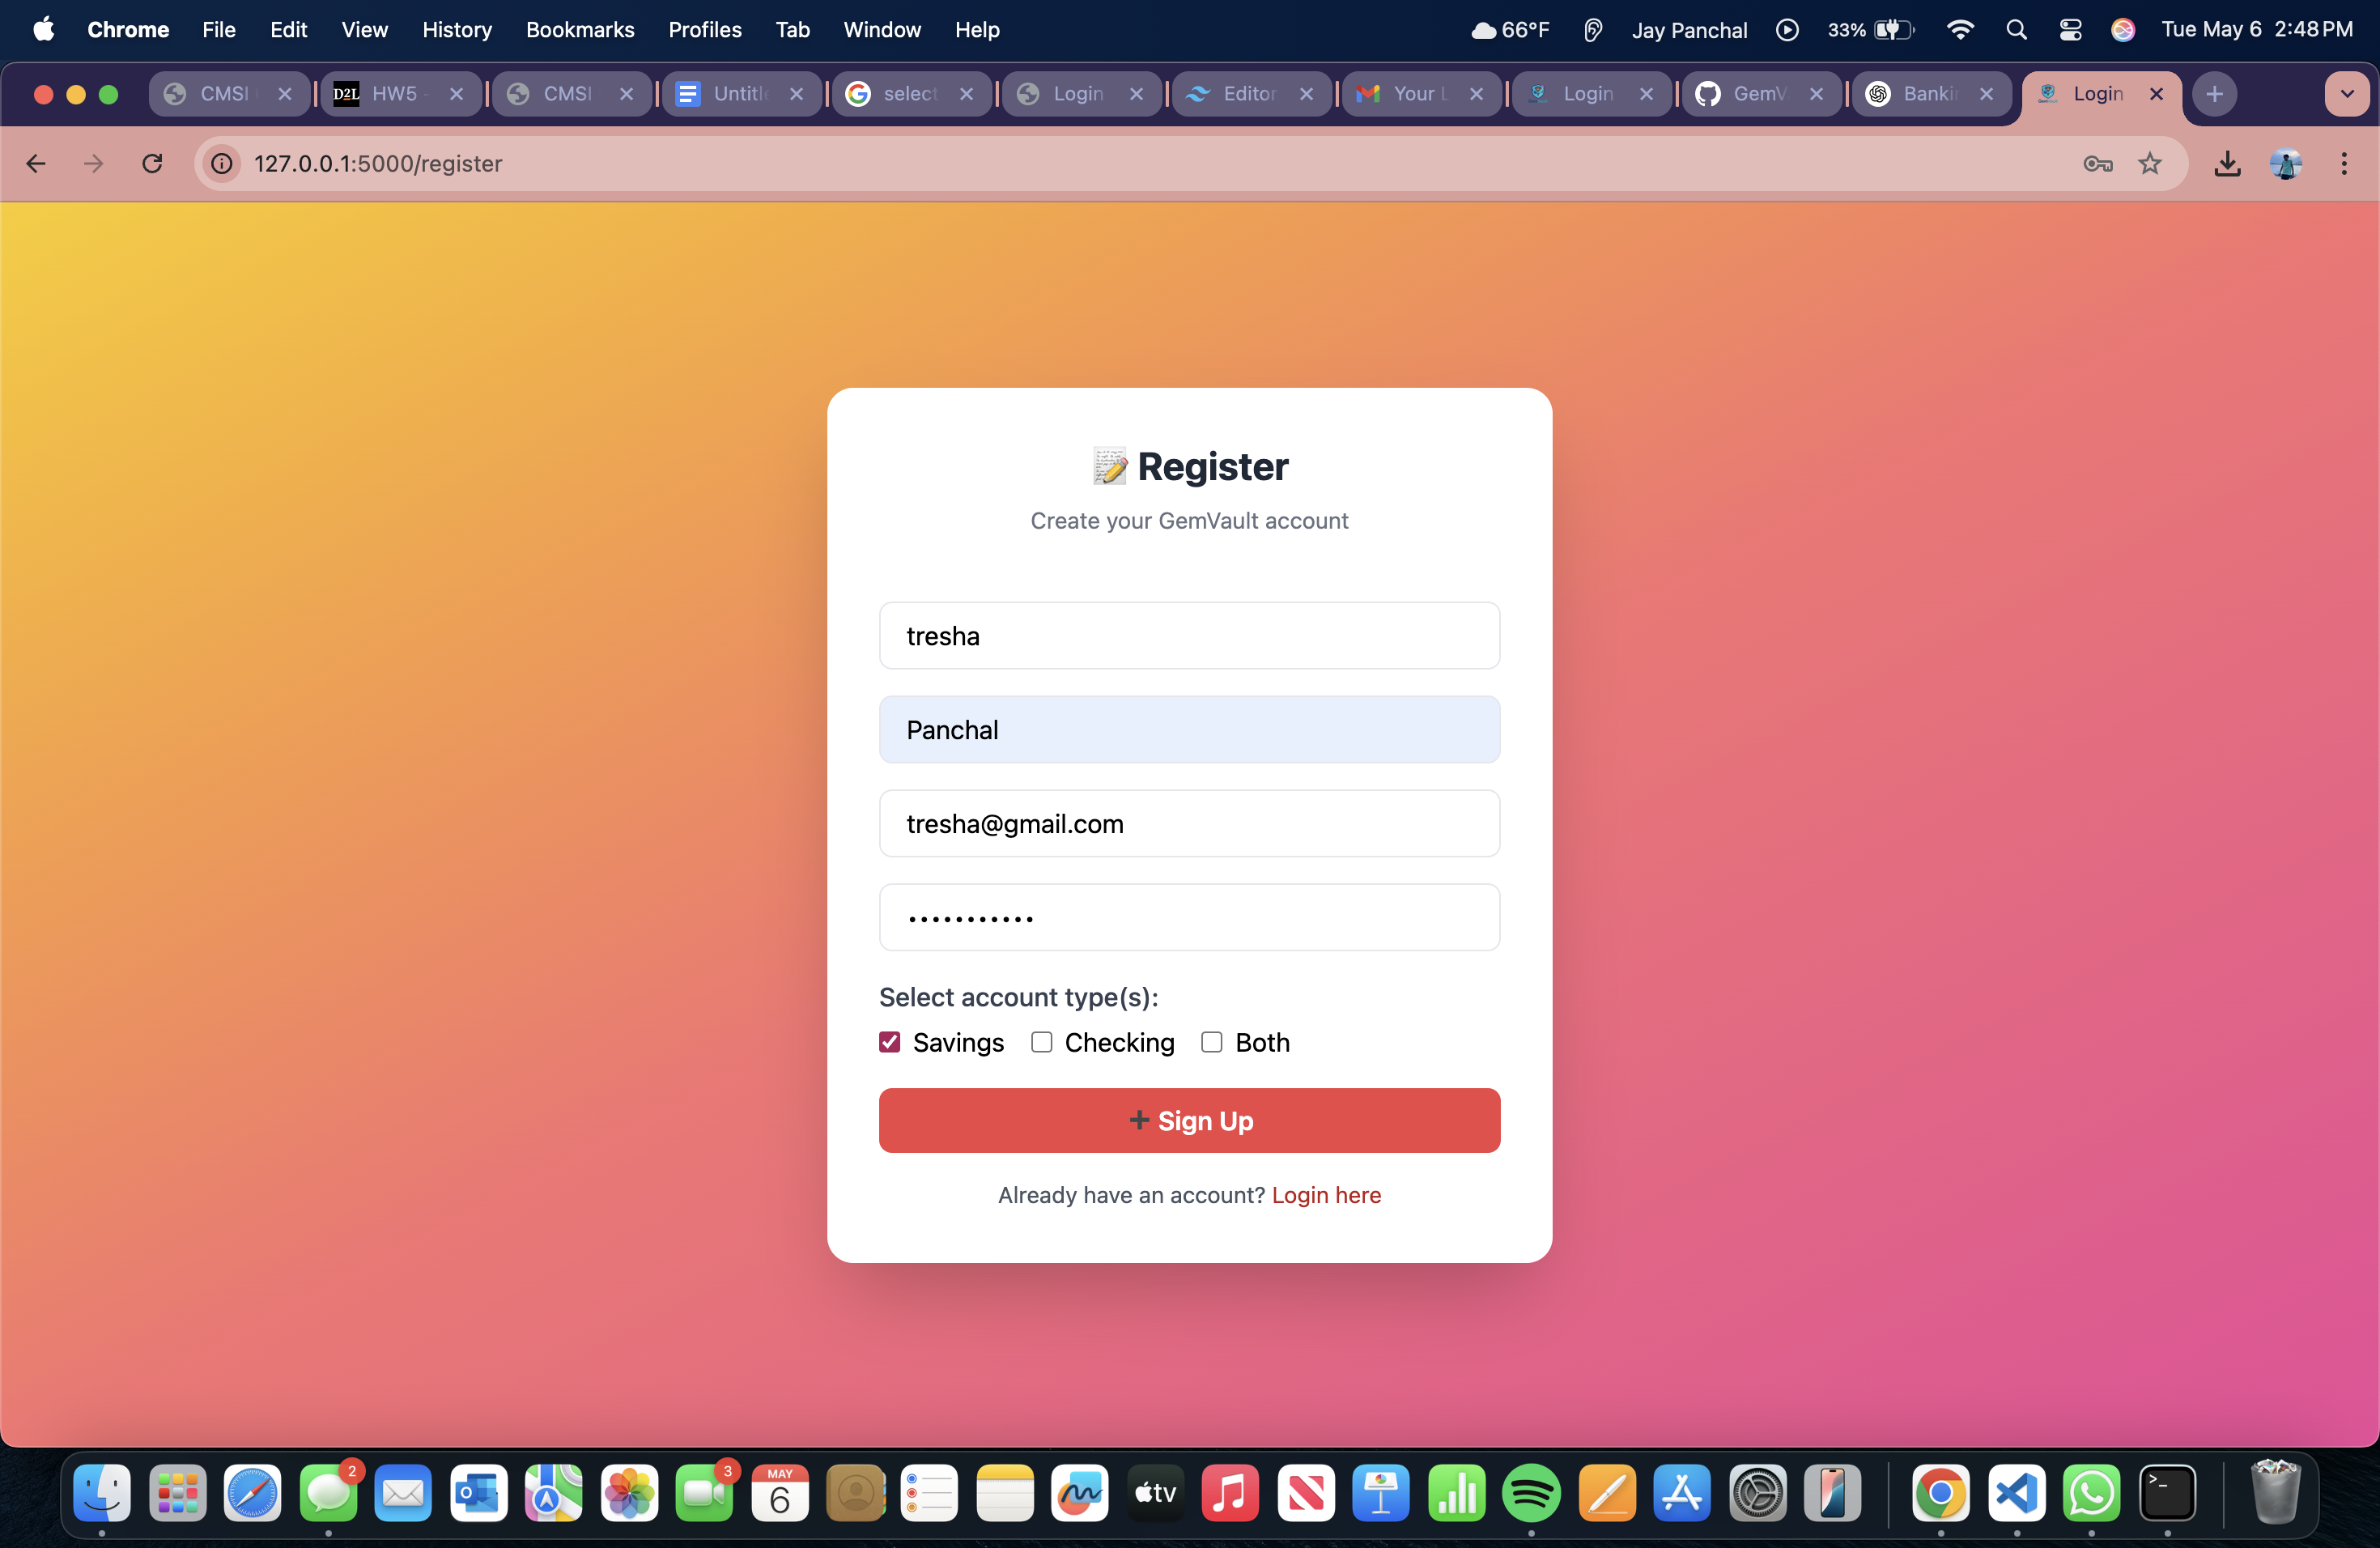 Chrome File Edit View History Bookmarks Profiles Tab Window Help 66°F Jay Panchal 33% Tue May 6 2:48 PM
CMSI D2L HW5 - CMSI Untitle select Login Editor Your L Login GemV Banki Login
127.0.0.1:5000/register
Register
Create your GemVault account
tresha
Panchal
tresha@gmail.com
Select account type(s):
Savings Checking Both
+ Sign Up
Already have an account? Login here
2 3 MAY 6 tv